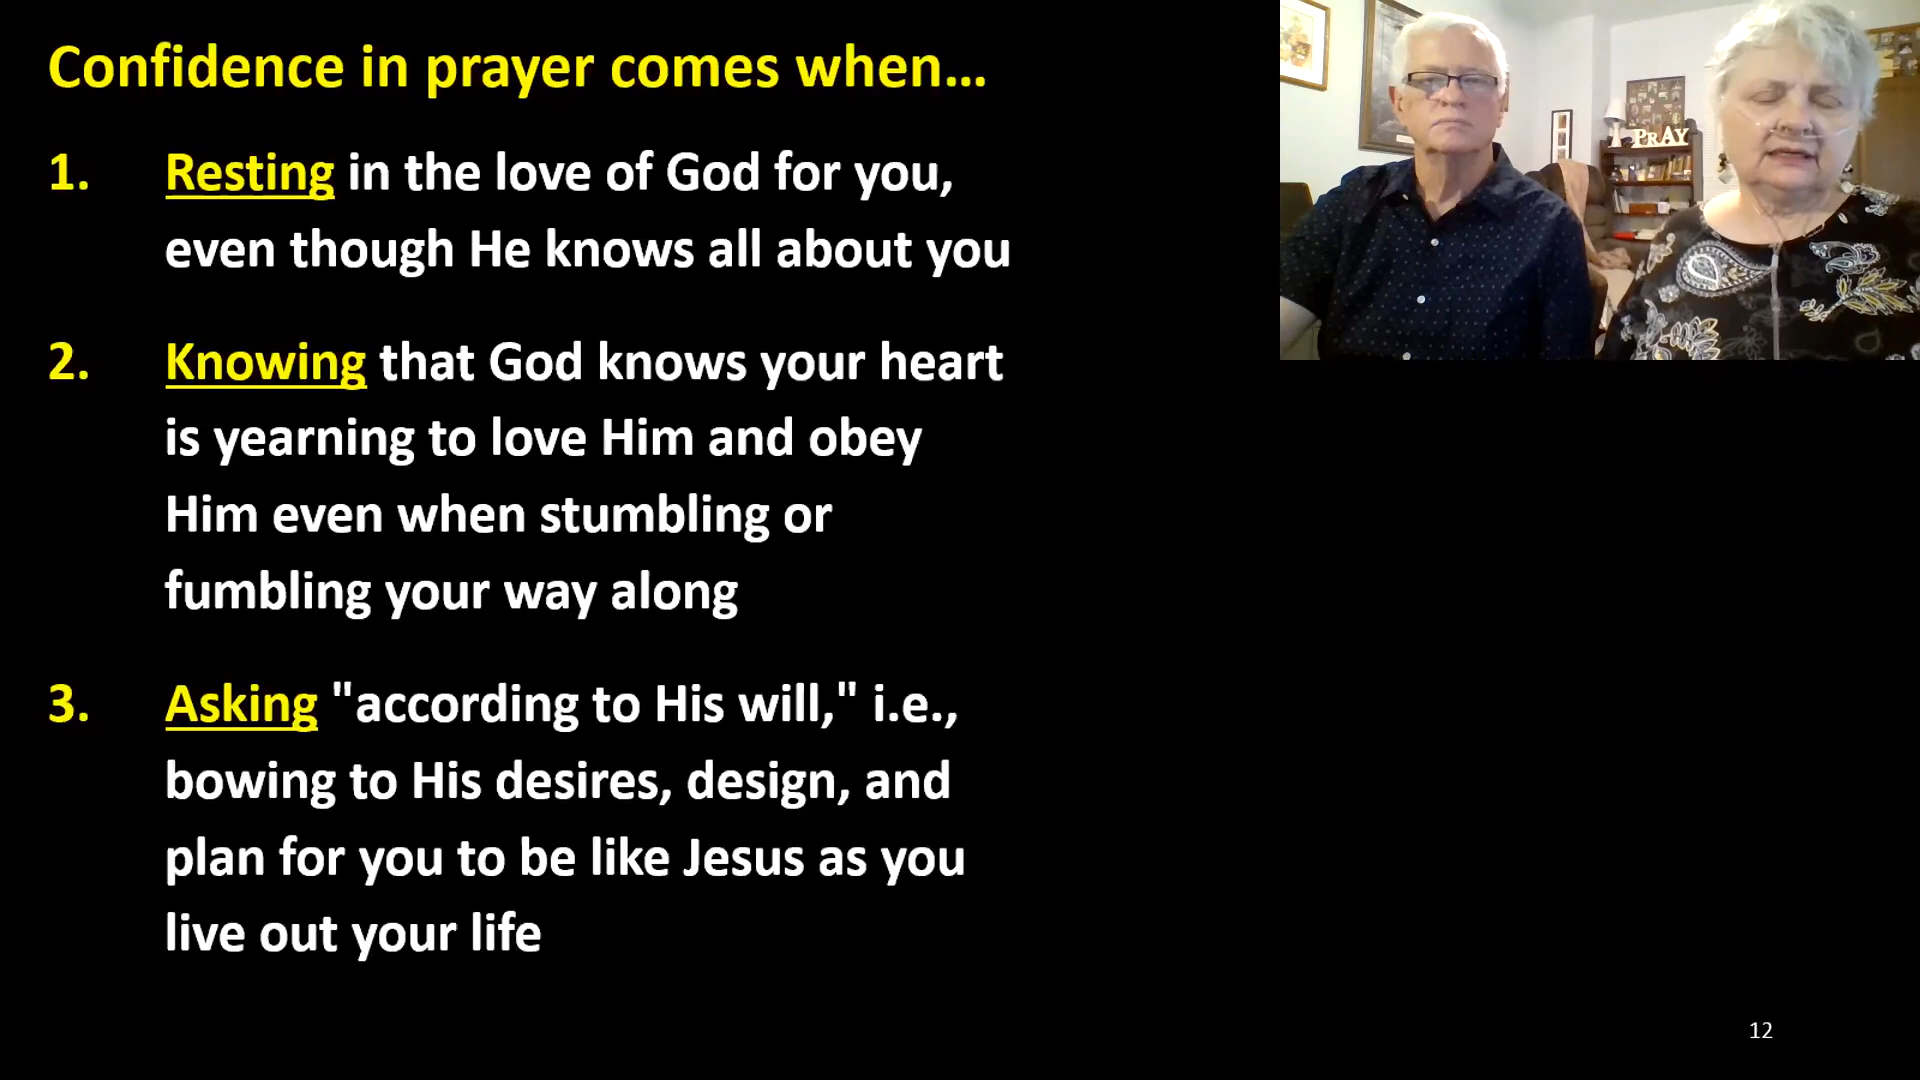 Confidence in prayer comes when...
1. Resting in the love of God for you,
even though He knows all about you
2. Knowing that God knows your heart
is yearning to love Him and obey
Him even when stumbling or
fumbling your way along
3. Asking "according to His will," i.e.,
bowing to His desires, design, and
plan for you to be like Jesus as you
live out your life
PRAY
12